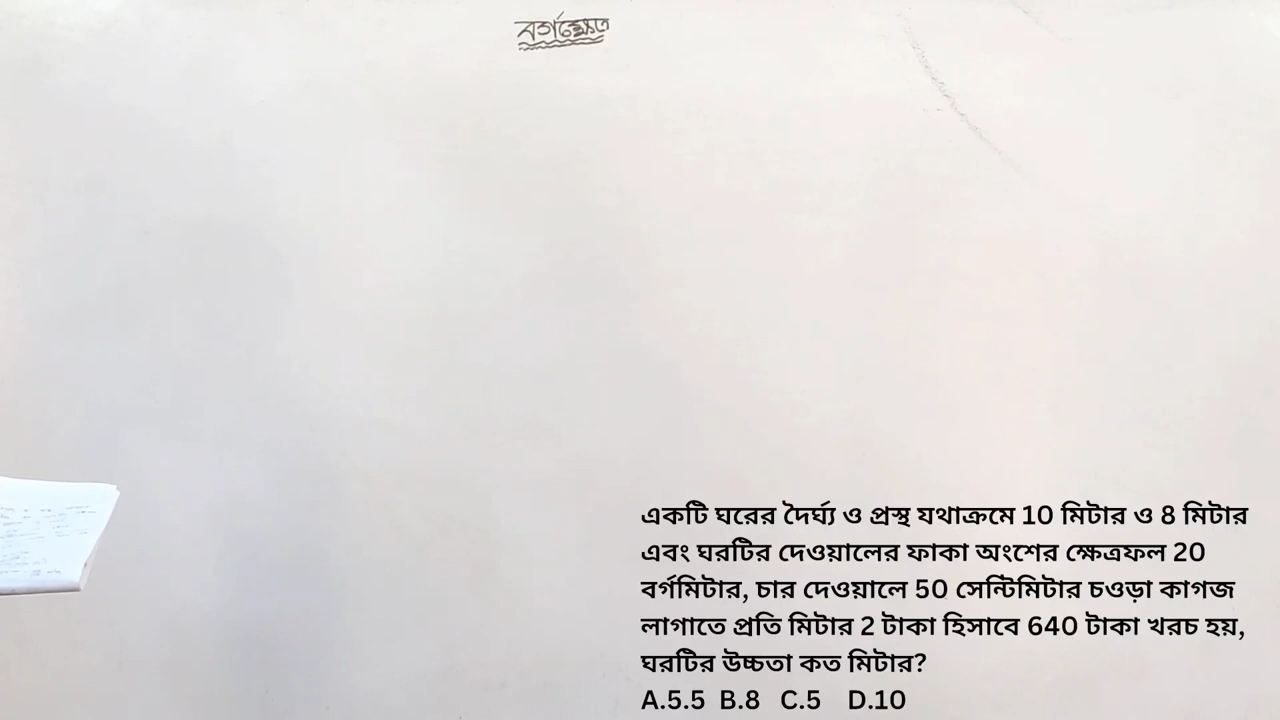 বর্গক্ষেত্র
একটি ঘরের দৈর্ঘ্য ও প্রস্থ যথাক্রমে 10 মিটার ও 8 মিটার
এবং ঘরটির দেওয়ালের ফাকা অংশের ক্ষেত্রফল 20
বর্গমিটার, চার দেওয়ালে 50 সেন্টিমিটার চওড়া কাগজ
লাগাতে প্রতি মিটার 2 টাকা হিসাবে 640 টাকা খরচ হয়,
ঘরটির উচ্চতা কত মিটার?
A.5.5 B.8 C.5 D.10